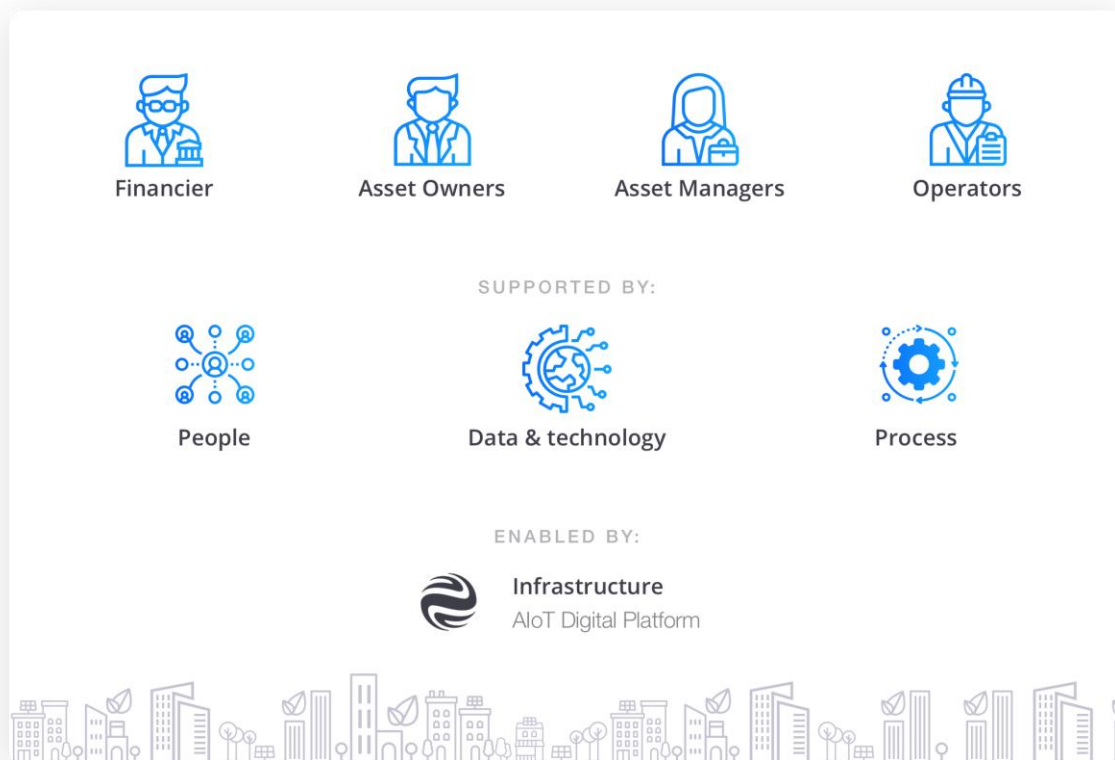 Financier
Asset Owners
Asset Managers
Operators
SUPPORTED BY:
People
Data & technology
Process
ENABLED BY:
Infrastructure
AIoT Digital Platform